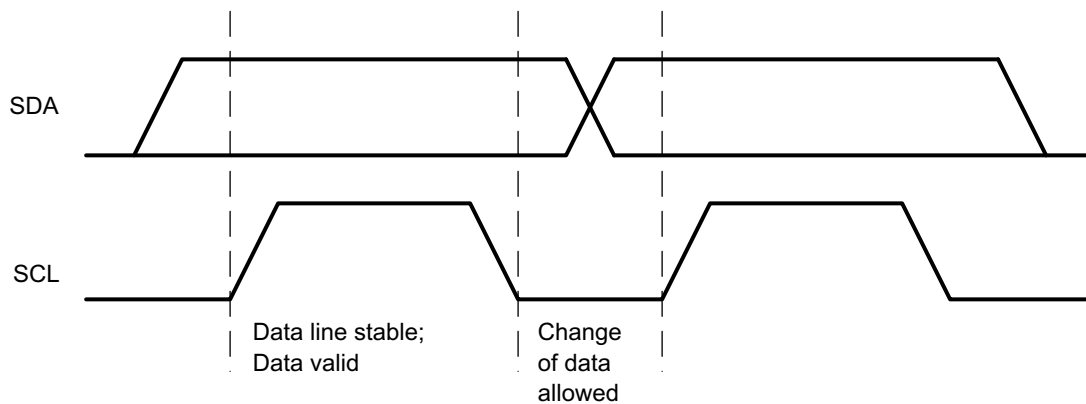 SDA
SCL
Data line stable;
Data valid
Change
of data
allowed